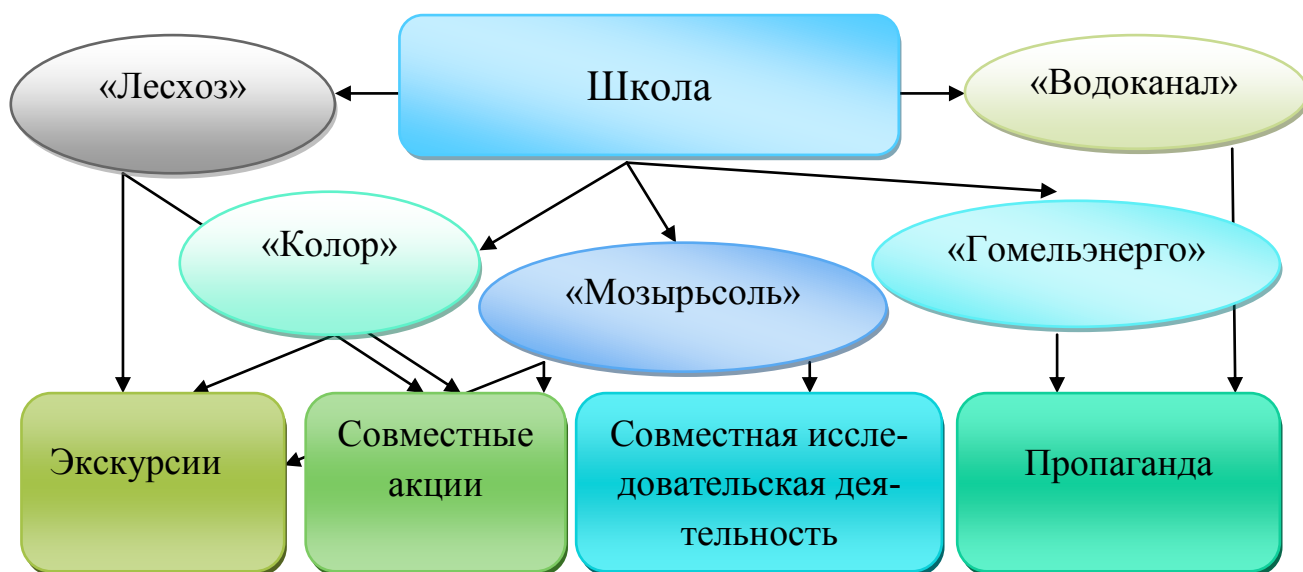 Школа
«Лесхоз»
«Водоканал»
«Колор»
«Мозырьсоль»
«Гомельэнерго»
Экскурсии
Совместные
акции
Совместная иссле-
довательская дея-
тельность
Пропаганда